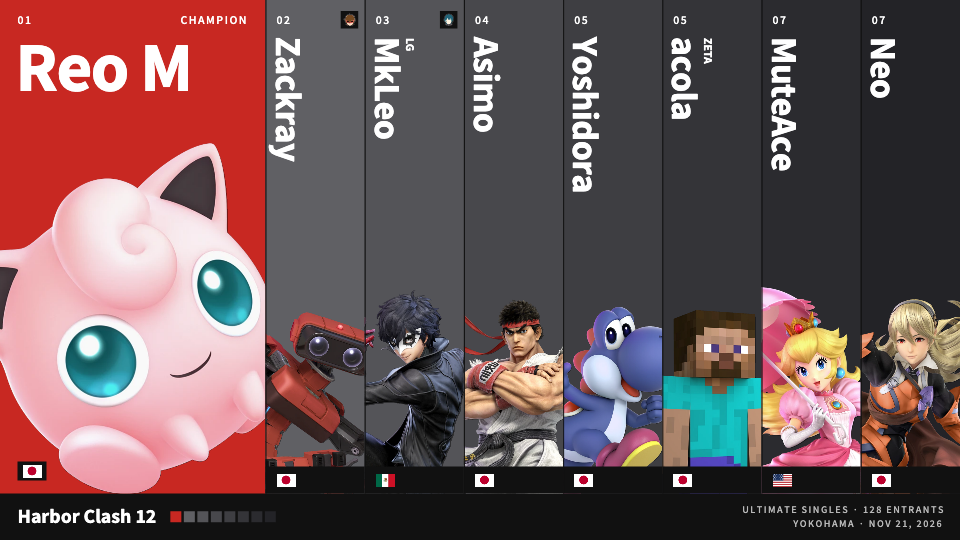 01 CHAMPION
Reo M
02
Zackray
03
LG
MkLeo
04
Asimo
05
Yoshidora
05
ZETA
acola
07
MuteAce
07
Neo
Harbor Clash 12
ULTIMATE SINGLES · 128 ENTRANTS
YOKOHAMA · NOV 21, 2026